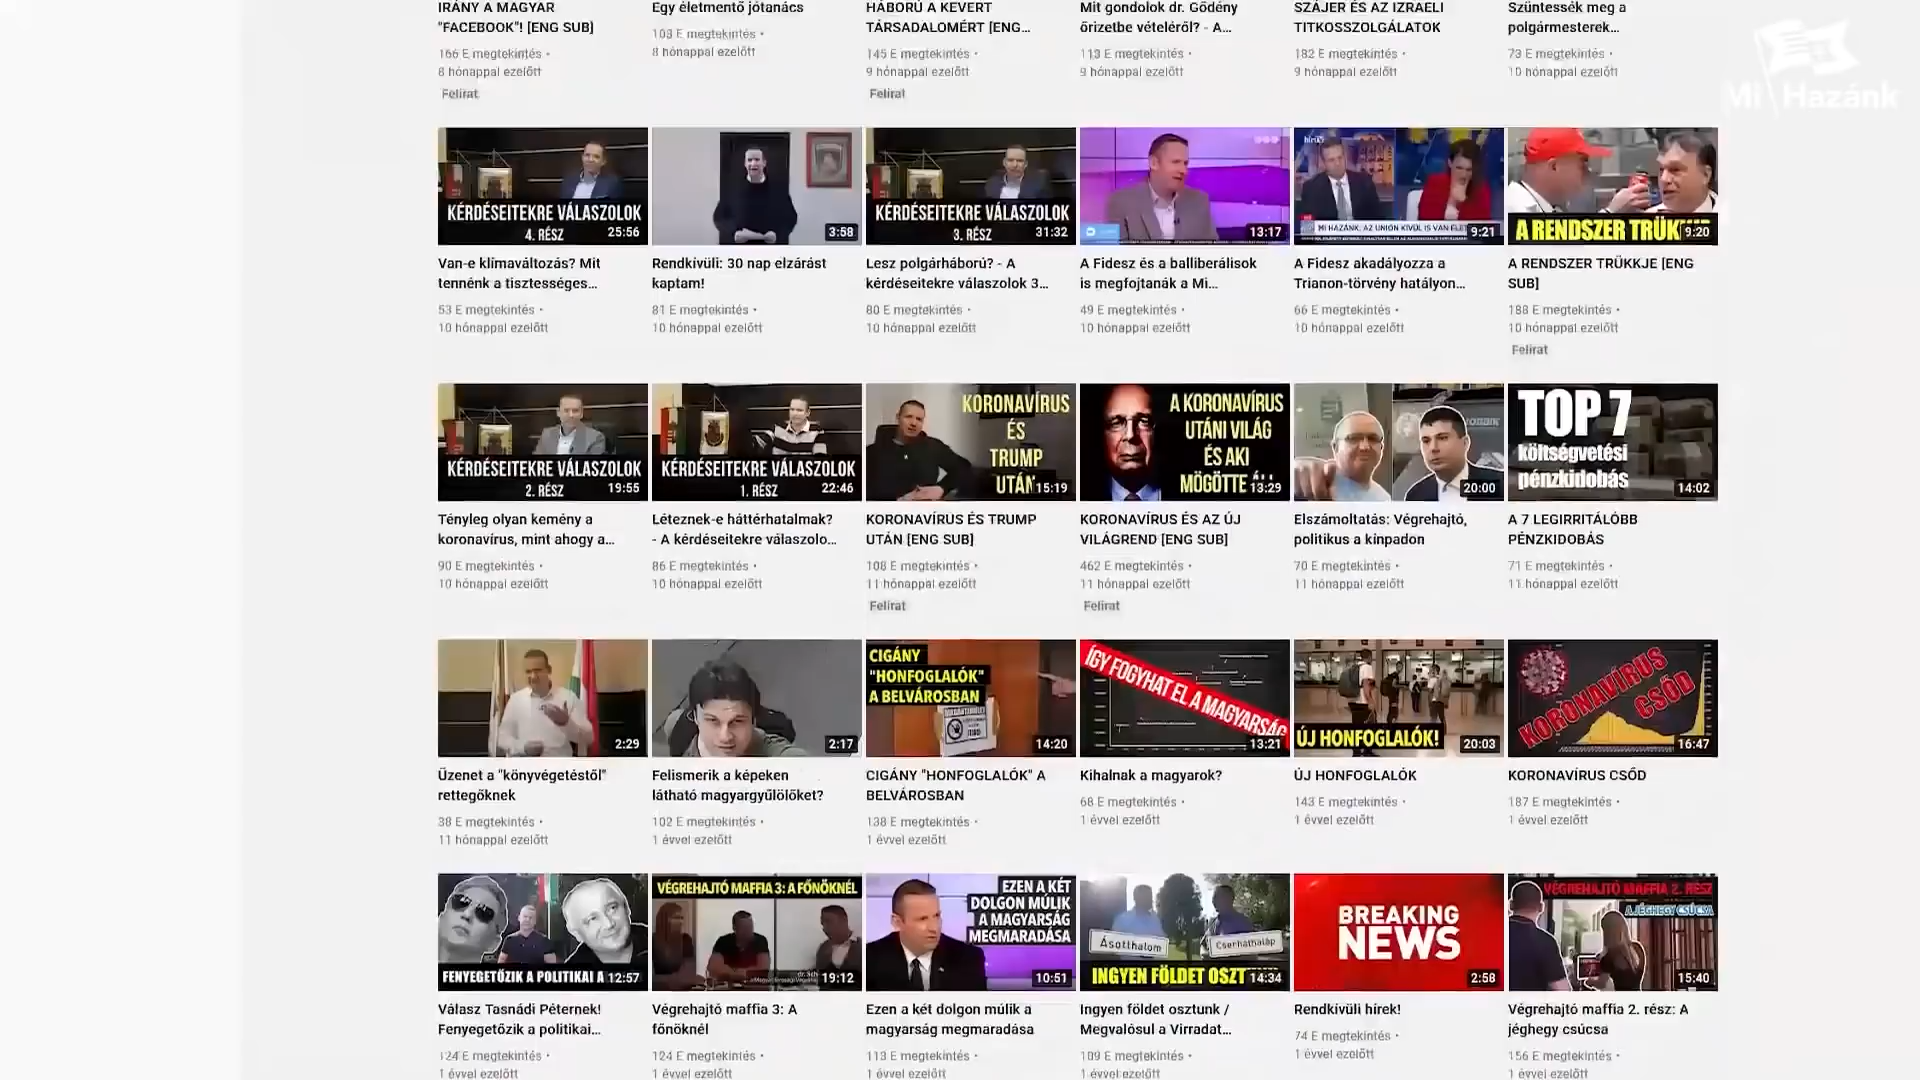 IRÁNY A MAGYAR
"FACEBOOK"! [ENG SUB]
166 E megtekintés •
8 hónappal ezelőtt
Felirat
Egy életmentő jótanács
103 E megtekintés •
8 hónappal ezelőtt
HÁBORÚ A KEVERT
TÁRSADALOMÉRT [ENG...
145 E megtekintés •
9 hónappal ezelőtt
Felirat
Mit gondolok dr. Gődény
őrizetbe vételéről? - A...
113 E megtekintés •
9 hónappal ezelőtt
SZÁJER ÉS AZ IZRAELI
TITKOSSZOLGÁLATOK
182 E megtekintés •
9 hónappal ezelőtt
Szüntessék meg a
polgármesterek...
73 E megtekintés •
10 hónappal ezelőtt
Mi Hazánk
KÉRDÉSEITEKRE VÁLASZOLOK
4. RÉSZ
25:56
Van-e klímaváltozás? Mit
tennénk a tisztességes...
53 E megtekintés •
10 hónappal ezelőtt
3:58
Rendkívüli: 30 nap elzárást
kaptam!
81 E megtekintés •
10 hónappal ezelőtt
KÉRDÉSEITEKRE VÁLASZOLOK
3. RÉSZ
31:32
Lesz polgárháború? - A
kérdéseitekre válaszolok 3...
80 E megtekintés •
10 hónappal ezelőtt
13:17
A Fidesz és a balliberálisok
is megfojtanák a Mi...
49 E megtekintés •
10 hónappal ezelőtt
MI HAZÁNK: AZ UNIÓN KÍVÜL IS VAN ÉLET
9:21
A Fidesz akadályozza a
Trianon-törvény hatályon...
66 E megtekintés •
10 hónappal ezelőtt
A RENDSZER TRÜK
9:20
A RENDSZER TRÜKKJE [ENG
SUB]
188 E megtekintés •
10 hónappal ezelőtt
Felirat
KÉRDÉSEITEKRE VÁLASZOLOK
2. RÉSZ
19:55
Tényleg olyan kemény a
koronavírus, mint ahogy a...
90 E megtekintés •
10 hónappal ezelőtt
KÉRDÉSEITEKRE VÁLASZOLOK
1. RÉSZ
22:46
Léteznek-e háttérhatalmak?
- A kérdéseitekre válaszolo...
86 E megtekintés •
10 hónappal ezelőtt
KORONAVÍRUS
ÉS
TRUMP
UTÁN
15:19
KORONAVÍRUS ÉS TRUMP
UTÁN [ENG SUB]
108 E megtekintés •
11 hónappal ezelőtt
Felirat
A KORONAVÍRUS
UTÁNI VILÁG
ÉS AKI
MÖGÖTTE
13:29
KORONAVÍRUS ÉS AZ ÚJ
VILÁGREND [ENG SUB]
462 E megtekintés •
11 hónappal ezelőtt
Felirat
20:00
Elszámoltatás: Végrehajtó,
politikus a kínpadon
70 E megtekintés •
11 hónappal ezelőtt
TOP 7
költségvetési
pénzkidobás
14:02
A 7 LEGIRRITÁLÓBB
PÉNZKIDOBÁS
71 E megtekintés •
11 hónappal ezelőtt
2:29
Üzenet a "könyvégetéstől"
rettegőknek
38 E megtekintés •
11 hónappal ezelőtt
2:17
Felismerik a képeken
látható magyargyűlölőket?
102 E megtekintés •
1 évvel ezelőtt
CIGÁNY
"HONFOGLALÓK"
A BELVÁROSBAN
14:20
CIGÁNY "HONFOGLALÓK" A
BELVÁROSBAN
138 E megtekintés •
1 évvel ezelőtt
ÍGY FOGYHAT EL A MAGYARSÁG
13:21
Kihalnak a magyarok?
68 E megtekintés •
1 évvel ezelőtt
ÚJ HONFOGLALÓK!
20:03
ÚJ HONFOGLALÓK
143 E megtekintés •
1 évvel ezelőtt
KORONAVÍRUS
CSŐD
16:47
KORONAVÍRUS CSŐD
187 E megtekintés •
1 évvel ezelőtt
FENYEGETŐZIK A POLITIKAI A
12:57
Válasz Tasnádi Péternek!
Fenyegetőzik a politikai...
124 E megtekintés •
1 évvel ezelőtt
VÉGREHAJTÓ MAFFIA 3: A FŐNÖKNÉL
19:12
Végrehajtó maffia 3: A
főnöknél
124 E megtekintés •
1 évvel ezelőtt
EZEN A KÉT
DOLGON MÚLIK
A MAGYARSÁG
MEGMARADÁSA
10:51
Ezen a két dolgon múlik a
magyarság megmaradása
113 E megtekintés •
1 évvel ezelőtt
Ásotthalom
Cserháthaláp
INGYEN FÖLDET OSZT
14:34
Ingyen földet osztunk /
Megvalósul a Virradat...
109 E megtekintés •
1 évvel ezelőtt
BREAKING
NEWS
2:58
Rendkívüli hírek!
74 E megtekintés •
1 évvel ezelőtt
VÉGREHAJTÓ MAFFIA 2. RÉSZ
A JÉGHEGY CSÚCSA
15:40
Végrehajtó maffia 2. rész: A
jéghegy csúcsa
156 E megtekintés •
1 évvel ezelőtt